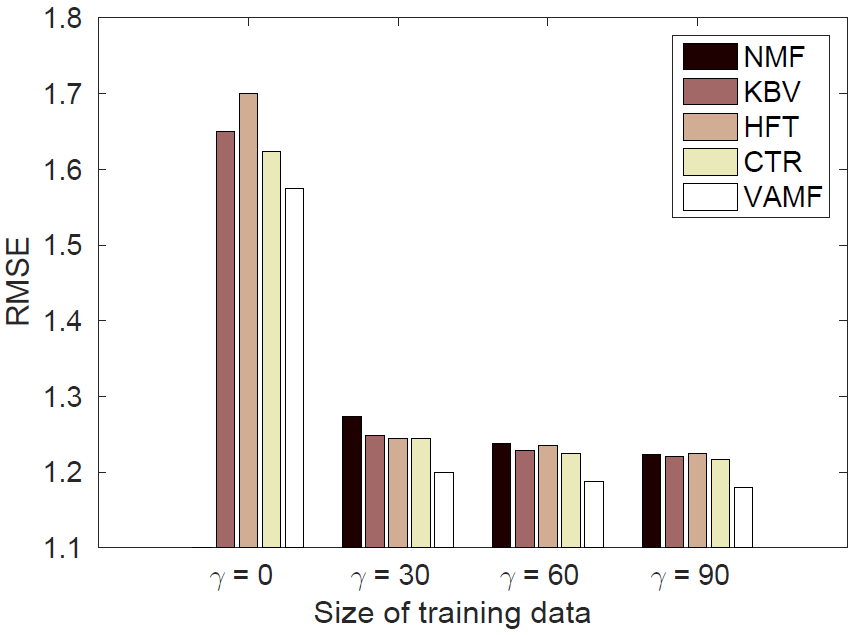 1.8
1.7
1.6
1.5
1.4
1.3
1.2
1.1
RMSE
NMF
KBV
HFT
CTR
VAMF
γ = 0
γ = 30
γ = 60
γ = 90
Size of training data